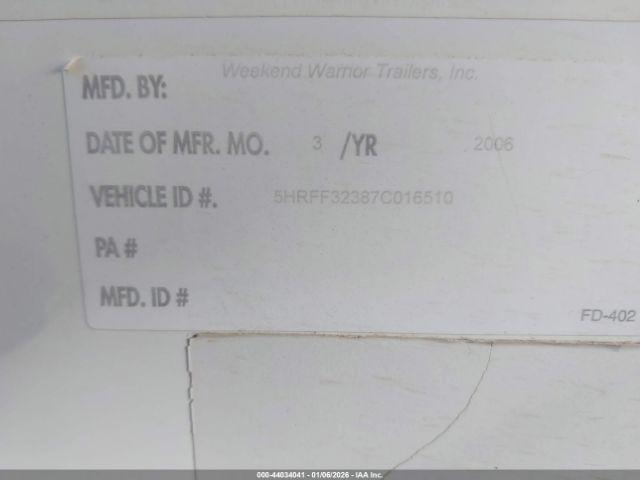 Weekend Warrior Trailers, Inc.
MFD. BY:
DATE OF MFR. MO. 3 /YR 2006
VEHICLE ID #. 5HRFF32387C016510
PA #
MFD. ID #
FD-402
000-44034041 - 01/06/2026 - IAA Inc.